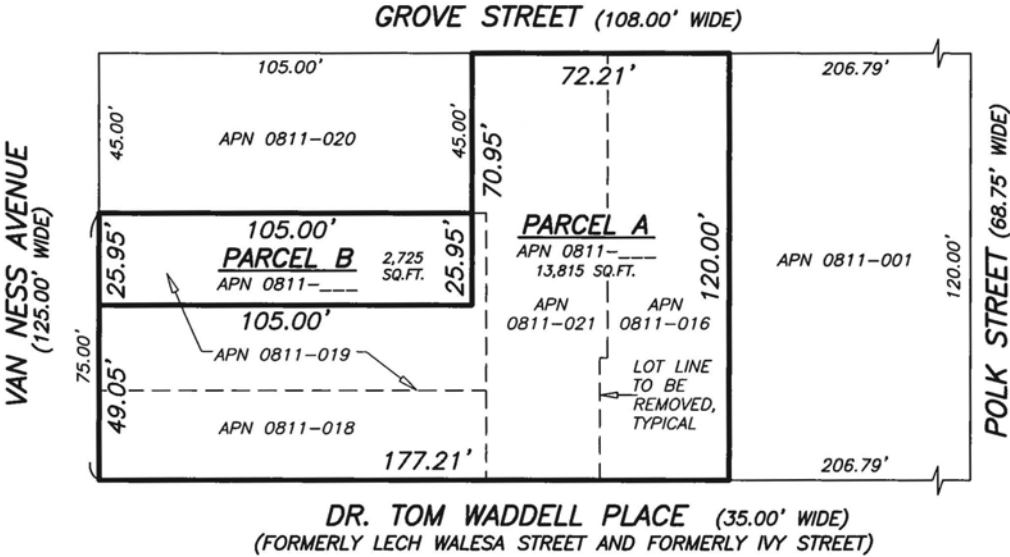 GROVE STREET (108.00' WIDE)
105.00'
72.21'
206.79'
45.00'
APN 0811-020
45.00'
70.95'
VAN NESS AVENUE
(125.00' WIDE)
25.95'
105.00'
PARCEL B
APN 0811-___
2,725
SQ.FT.
25.95'
PARCEL A
APN 0811-___
13,815 SQ.FT.
120.00'
APN 0811-001
120.00'
POLK STREET (68.75' WIDE)
APN
0811-021
APN
0811-016
105.00'
75.00'
APN 0811-019
49.05'
APN 0811-018
LOT LINE
TO BE
REMOVED,
TYPICAL
177.21'
206.79'
DR. TOM WADDELL PLACE (35.00' WIDE)
(FORMERLY LECH WALESA STREET AND FORMERLY IVY STREET)